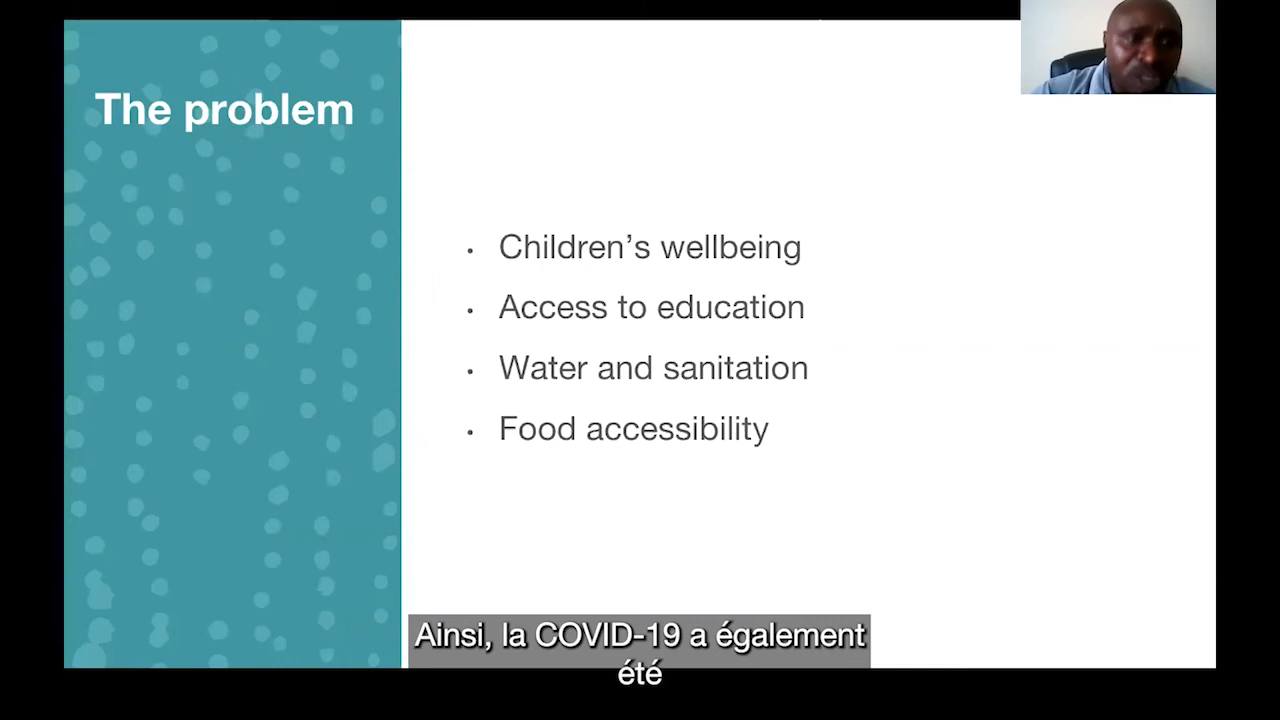 The problem
• Children’s wellbeing
• Access to education
• Water and sanitation
• Food accessibility
Ainsi, la COVID-19 a également
été